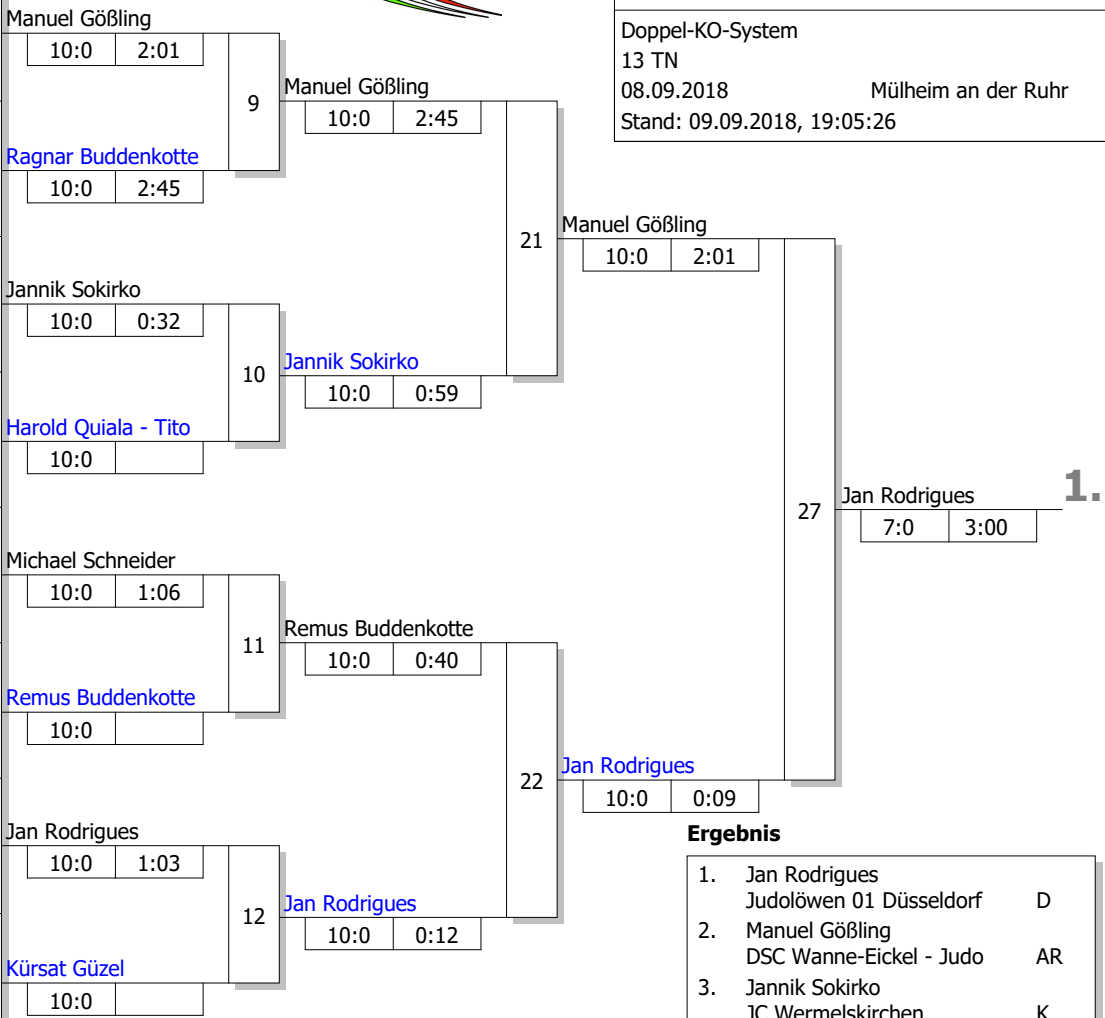 Doppel-KO-System
13 TN
08.09.2018 Mülheim an der Ruhr
Stand: 09.09.2018, 19:05:26
Manuel Gößling
10:0 2:01
9
Ragnar Buddenkotte
10:0 2:45
Manuel Gößling
10:0 2:45
21
Jannik Sokirko
10:0 0:32
10
Harold Quiala - Tito
10:0
Jannik Sokirko
10:0 0:59
Manuel Gößling
10:0 2:01
27
Jan Rodrigues 1.
7:0 3:00
Michael Schneider
10:0 1:06
11
Remus Buddenkotte
10:0
Remus Buddenkotte
10:0 0:40
22
Jan Rodrigues
10:0 1:03
12
Kürsat Güzel
10:0
Jan Rodrigues
10:0 0:12
Jan Rodrigues
10:0 0:09
Ergebnis
1. Jan Rodrigues
Judolöwen 01 Düsseldorf D
2. Manuel Gößling
DSC Wanne-Eickel - Judo AR
3. Jannik Sokirko
JC Wermelskirchen K